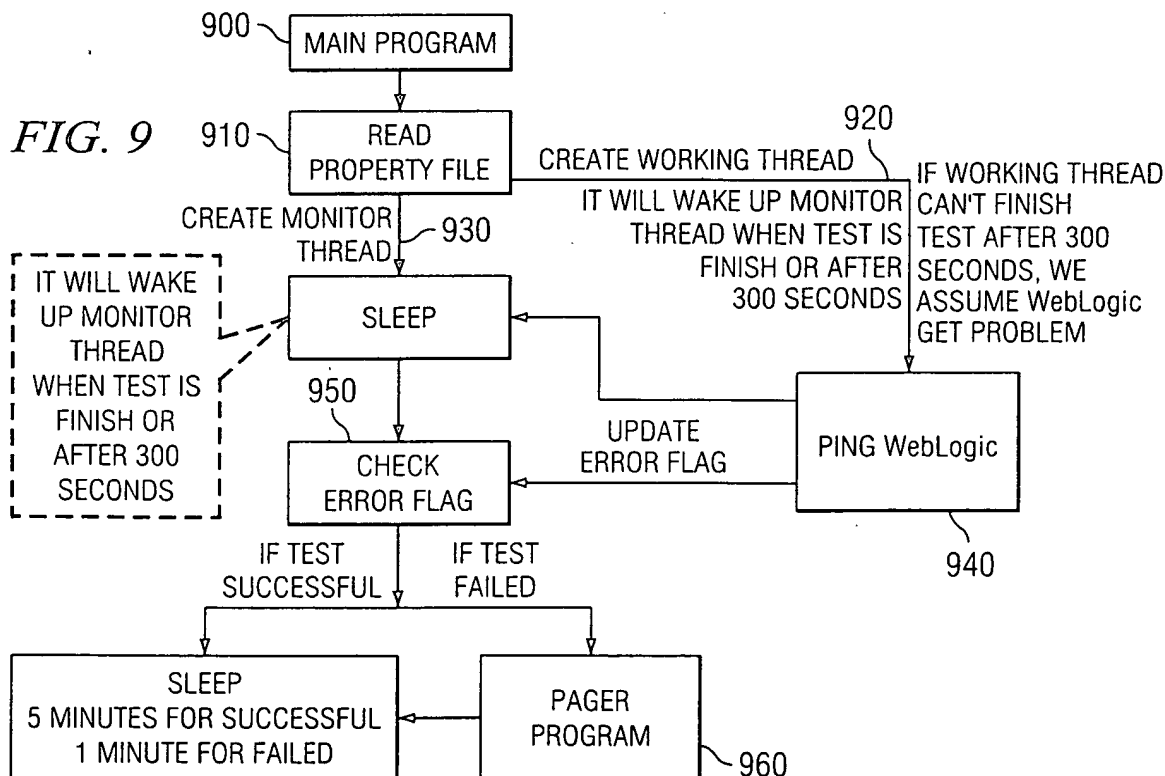 900
MAIN PROGRAM
FIG. 9
910
READ
PROPERTY FILE
920
CREATE WORKING THREAD
IT WILL WAKE UP MONITOR
THREAD WHEN TEST IS
FINISH OR AFTER
300 SECONDS
IF WORKING THREAD
CAN'T FINISH
TEST AFTER 300
SECONDS, WE
ASSUME WebLogic
GET PROBLEM
CREATE MONITOR
THREAD
930
IT WILL WAKE
UP MONITOR
THREAD
WHEN TEST IS
FINISH OR
AFTER 300
SECONDS
SLEEP
950
CHECK
ERROR FLAG
UPDATE
ERROR FLAG
PING WebLogic
940
IF TEST
SUCCESSFUL
IF TEST
FAILED
SLEEP
5 MINUTES FOR SUCCESSFUL
1 MINUTE FOR FAILED
PAGER
PROGRAM
960